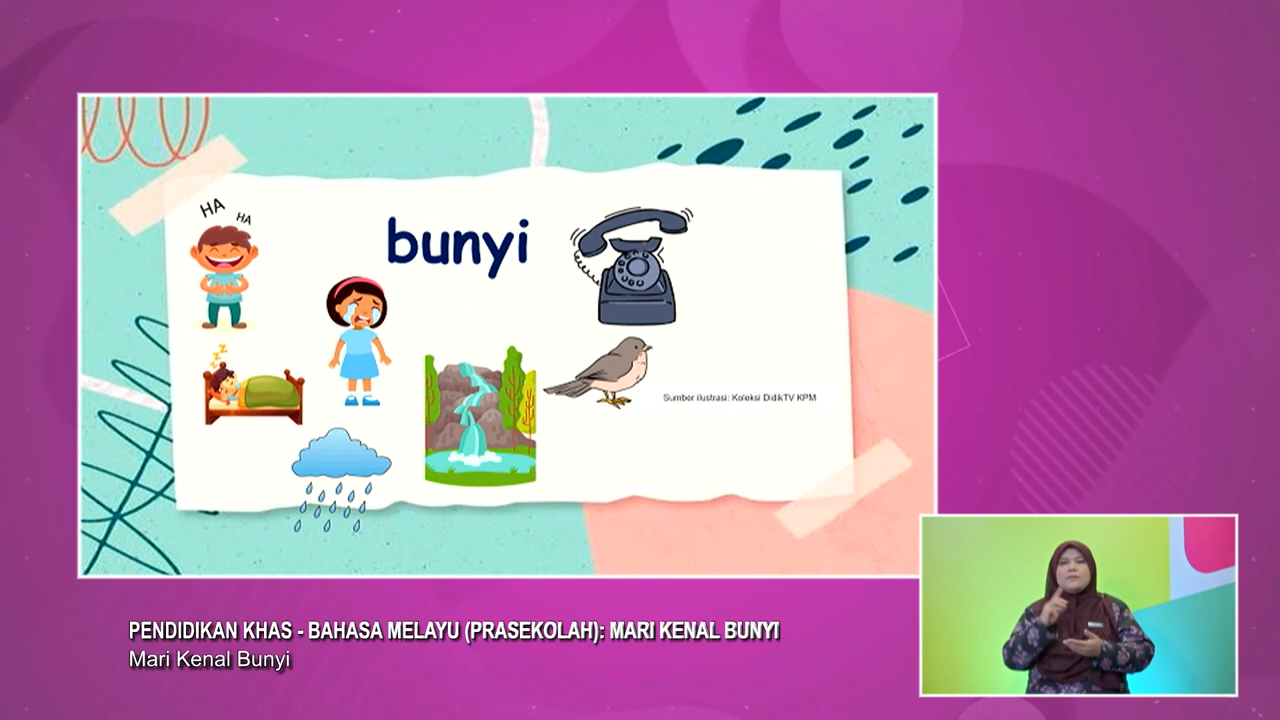 HA
HA
bunyi
zzz
Sumber ilustrasi: Koleksi DidikTV KPM
PENDIDIKAN KHAS - BAHASA MELAYU (PRASEKOLAH): MARI KENAL BUNYI
Mari Kenal Bunyi